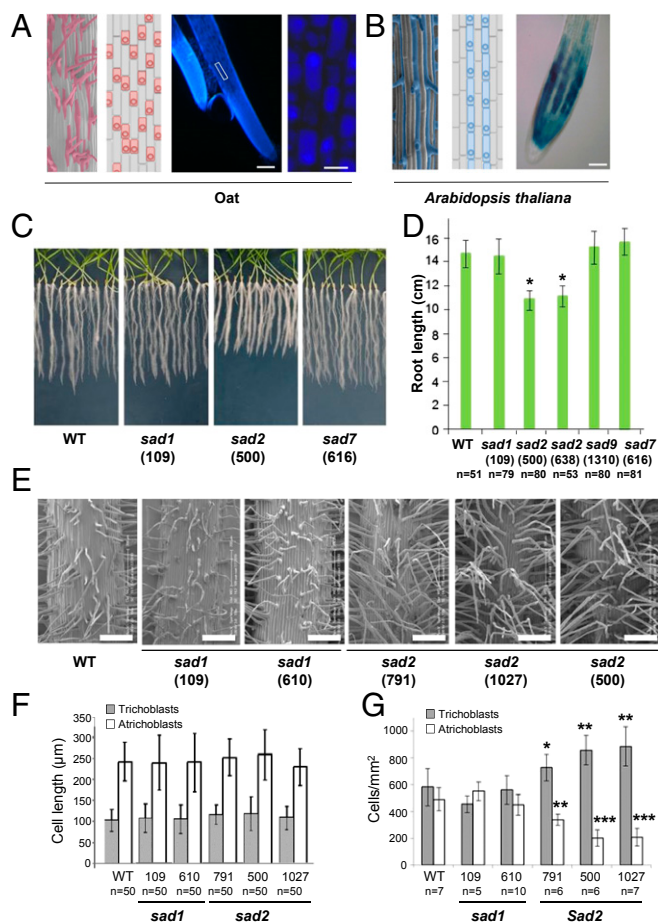 A
B
Oat
Arabidopsis thaliana
C
WT
sad1
(109)
sad2
(500)
sad7
(616)
D
Root length (cm)
16
14
12
10
8
6
4
2
0
*
*
WT
sad1
sad2
sad2
sad9
sad7
(109)
(500)
(638)
(1310)
(616)
n=51
n=79
n=80
n=53
n=80
n=81
E
WT
sad1
(109)
sad1
(610)
sad2
(791)
sad2
(1027)
sad2
(500)
F
Trichoblasts
Atrichoblasts
Cell length (µm)
350
300
250
200
150
100
50
0
WT
109
610
791
500
1027
n=50
n=50
n=50
n=50
n=50
n=50
sad1
sad2
G
Trichoblasts
Atrichoblasts
Cells/mm2
1000
800
600
400
200
0
*
**
**
***
**
***
WT
109
610
791
500
1027
n=7
n=5
n=10
n=6
n=6
n=7
sad1
Sad2